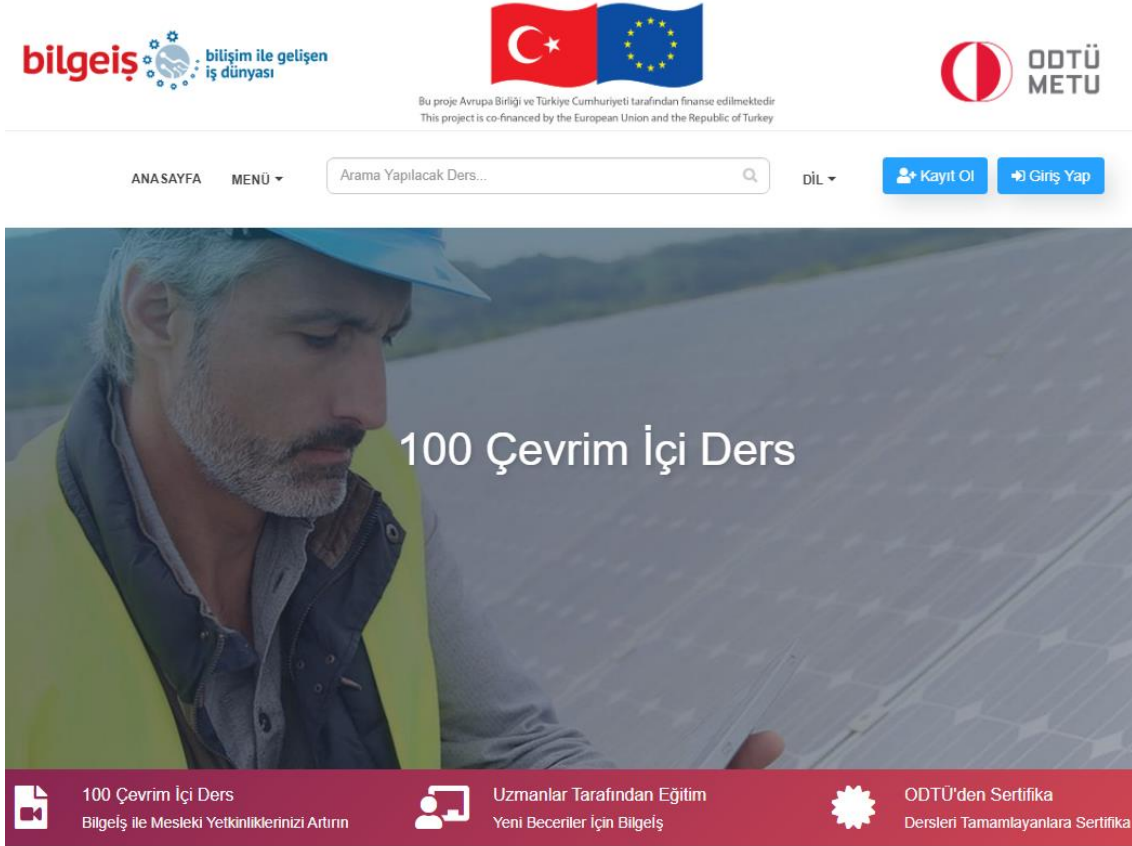 bilgeiş
bilişim ile gelişen
iş dünyası
Bu proje Avrupa Birliği ve Türkiye Cumhuriyeti tarafından finanse edilmektedir
This project is co-financed by the European Union and the Republic of Turkey
ODTÜ
METU
ANASAYFA MENÜ Arama Yapılacak Ders... DİL Kayıt Ol Giriş Yap
100 Çevrim İçi Ders
100 Çevrim İçi Ders
Bilgeİş ile Mesleki Yetkinliklerinizi Artırın
Uzmanlar Tarafından Eğitim
Yeni Beceriler İçin Bilgeİş
ODTÜ'den Sertifika
Dersleri Tamamlayanlara Sertifika